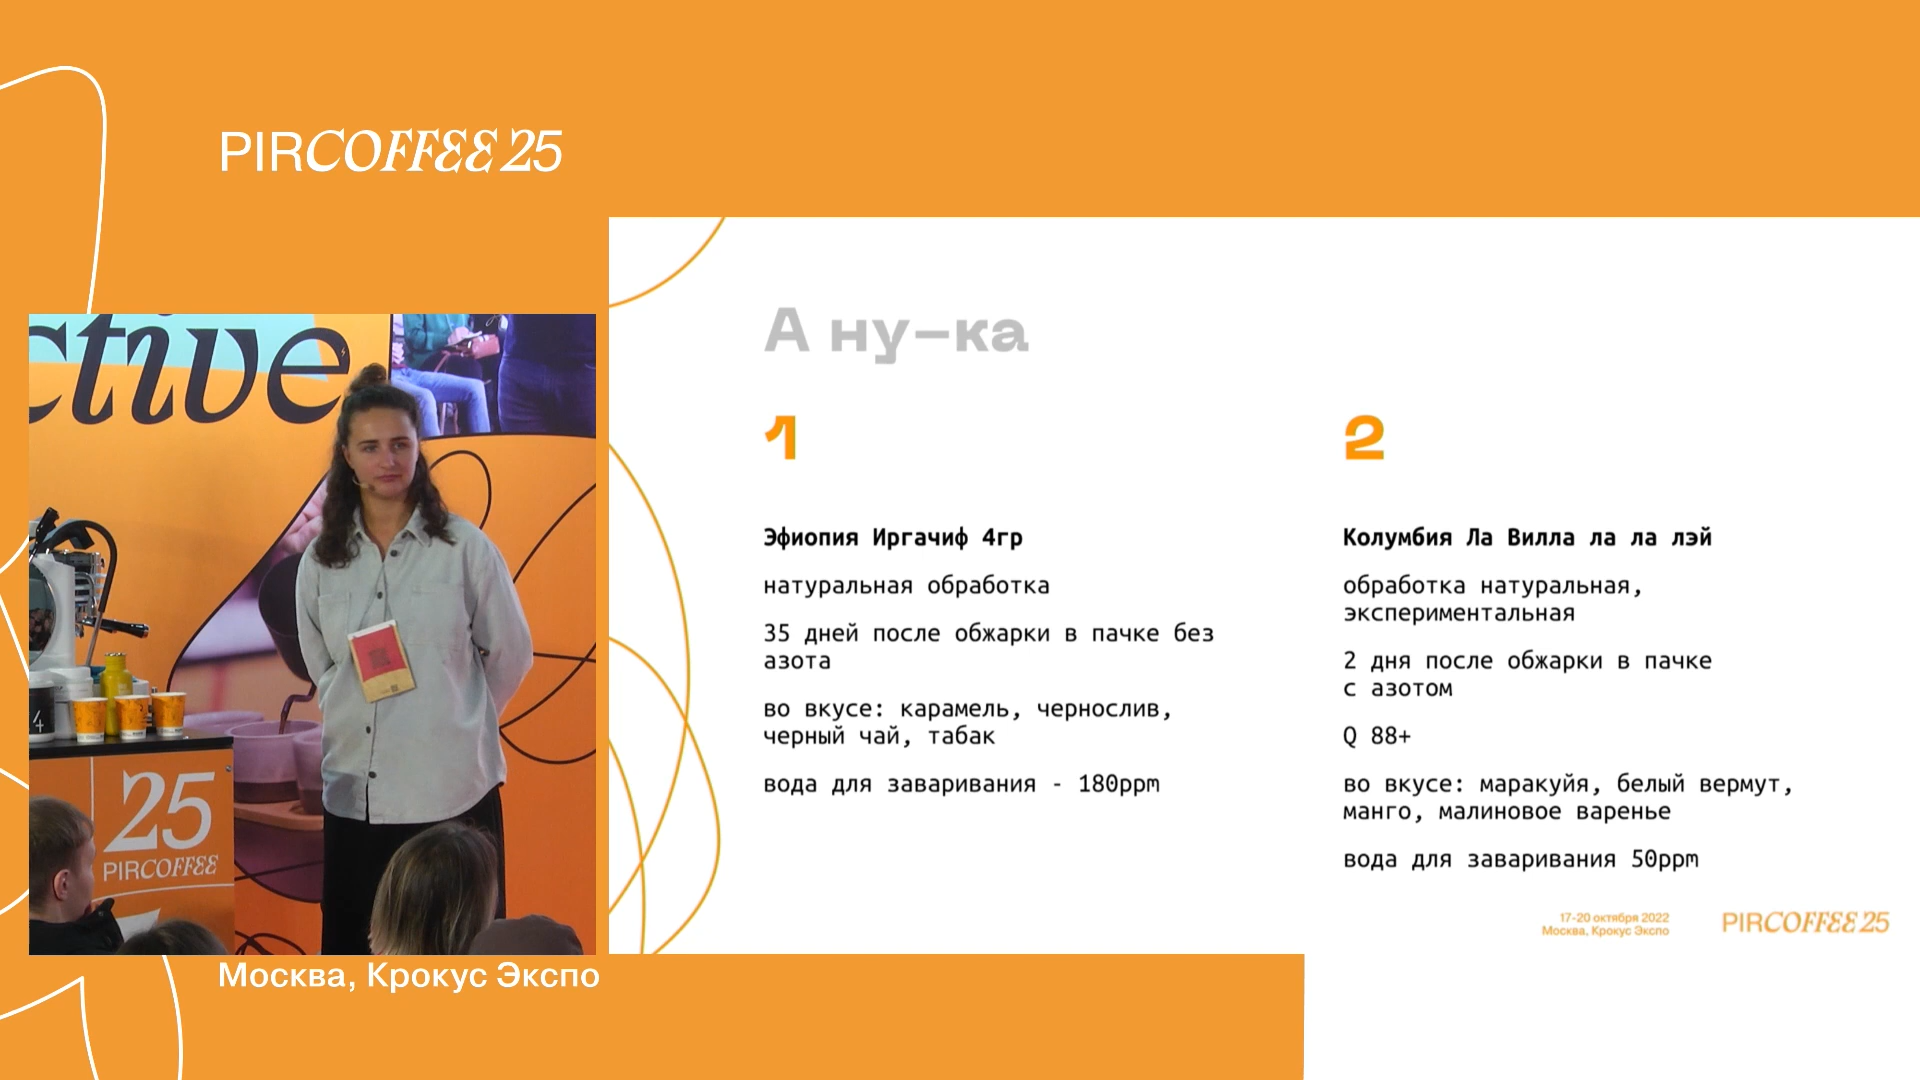 PIRCOFFEE 25
ctive
А ну-ка
1
2
Эфиопия Иргачиф 4гр
натуральная обработка
35 дней после обжарки в пачке без
азота
во вкусе: карамель, чернослив,
черный чай, табак
вода для заваривания - 180ppm
Колумбия Ла Вилла ла ла лэй
обработка натуральная,
экспериментальная
2 дня после обжарки в пачке
с азотом
Q 88+
во вкусе: маракуйя, белый вермут,
манго, малиновое варенье
вода для заваривания 50ppm
4
25
PIRCOFFEE
17-20 октября 2022
Москва, Крокус Экспо
PIRCOFFEE 25
Москва, Крокус Экспо